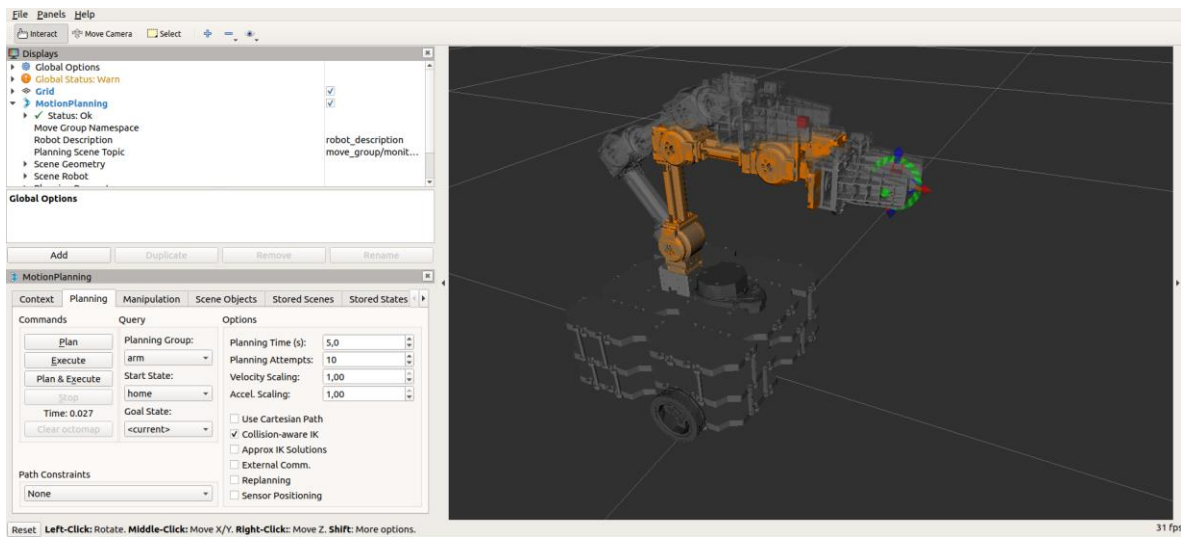 File Panels Help
Interact Move Camera Select
Displays
Global Options
Global Status: Warn
Grid
MotionPlanning
Status: Ok
Move Group Namespace
Robot Description robot_description
Planning Scene Topic move_group/monit...
Scene Geometry
Scene Robot
Global Options
Add Duplicate Remove Rename
MotionPlanning
Context Planning Manipulation Scene Objects Stored Scenes Stored States
Commands Query Options
Plan Planning Group: Planning Time (s): 5,0
Execute arm Planning Attempts: 10
Plan & Execute Start State: Velocity Scaling: 1,00
Stop home Accel. Scaling: 1,00
Time: 0.027 Goal State: Use Cartesian Path
Clear octomap <current> Collision-aware IK
Approx IK Solutions
External Comm.
Path Constraints Replanning
None Sensor Positioning
Reset Left-Click: Rotate. Middle-Click: Move X/Y. Right-Click:: Move Z. Shift: More options. 31 fps